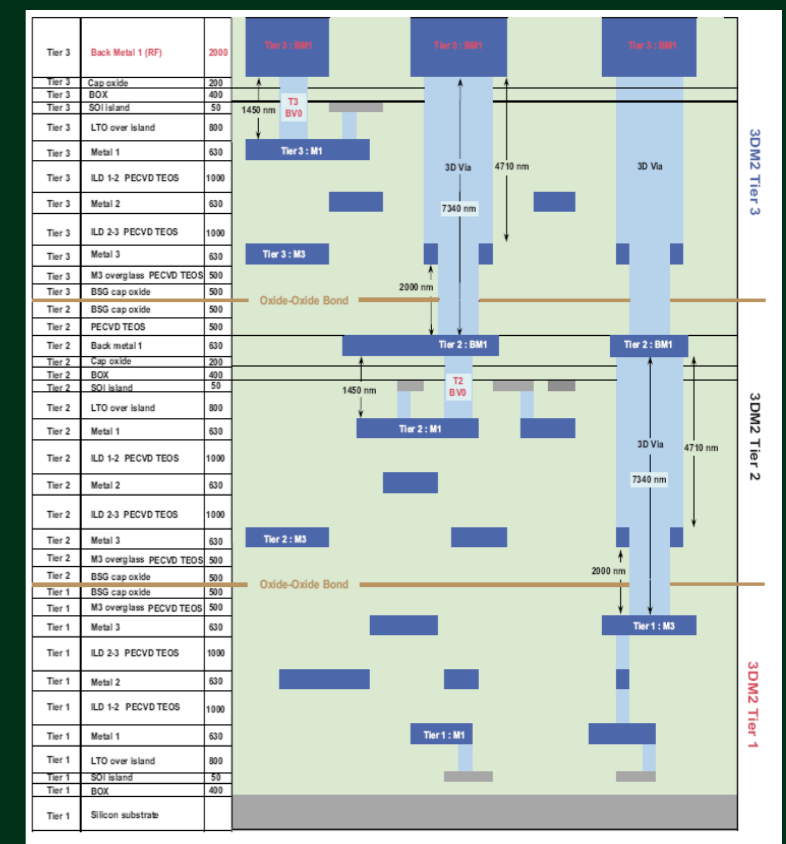 Tier 3 Back Metal 1 (RF) 2000
Tier 3 Cap oxide 200
Tier 3 BOX 400
Tier 3 SOI island 50
Tier 3 LTO over island 800
Tier 3 Metal 1 630
Tier 3 ILD 1-2 PECVD TEOS 1000
Tier 3 Metal 2 630
Tier 3 ILD 2-3 PECVD TEOS 1000
Tier 3 Metal 3 630
Tier 3 M3 overglass PECVD TEOS 500
Tier 3 BSG cap oxide 500
Tier 2 BSG cap oxide 500
Tier 2 PECVD TEOS 500
Tier 2 Back metal 1 630
Tier 2 Cap oxide 200
Tier 2 BOX 400
Tier 2 SOI island 50
Tier 2 LTO over island 800
Tier 2 Metal 1 630
Tier 2 ILD 1-2 PECVD TEOS 1000
Tier 2 Metal 2 630
Tier 2 ILD 2-3 PECVD TEOS 1000
Tier 2 Metal 3 630
Tier 2 M3 overglass PECVD TEOS 500
Tier 2 BSG cap oxide 500
Tier 1 BSG cap oxide 500
Tier 1 M3 overglass PECVD TEOS 500
Tier 1 Metal 3 630
Tier 1 ILD 2-3 PECVD TEOS 1000
Tier 1 Metal 2 630
Tier 1 ILD 1-2 PECVD TEOS 1000
Tier 1 Metal 1 630
Tier 1 LTO over island 800
Tier 1 SOI island 50
Tier 1 BOX 400
Tier 1 Silicon substrate
Tier 3 : BM1
Tier 3 : BM1
Tier 3 : BM1
1450 nm
T3
BV0
Tier 3 : M1
3D Via
4710 nm
3D Via
7340 nm
Tier 3 : M3
2000 nm
Oxide-Oxide Bond
Tier 2 : BM1
Tier 2 : BM1
1450 nm
T2
BV0
Tier 2 : M1
3D Via
4710 nm
7340 nm
Tier 2 : M3
2000 nm
Oxide-Oxide Bond
Tier 1 : M3
Tier 1 : M1
3DM2 Tier 3
3DM2 Tier 2
3DM2 Tier 1